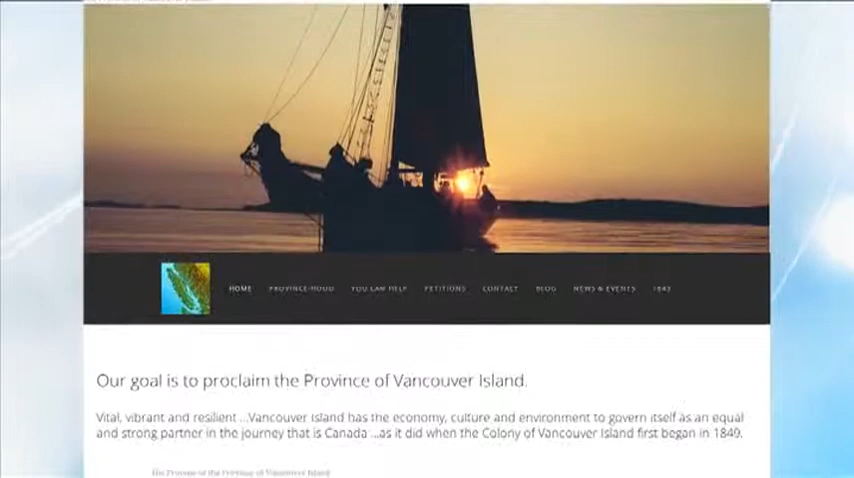 HOME PROVINCE-HOOD YOU CAN HELP PETITIONS CONTACT BLOG NEWS & EVENTS
Our goal is to proclaim the Province of Vancouver Island.
Vital, vibrant and resilient ...Vancouver Island has the economy, culture and environment to govern itself as an equal
and strong partner in the journey that is Canada ...as it did when the Colony of Vancouver Island first began in 1849.